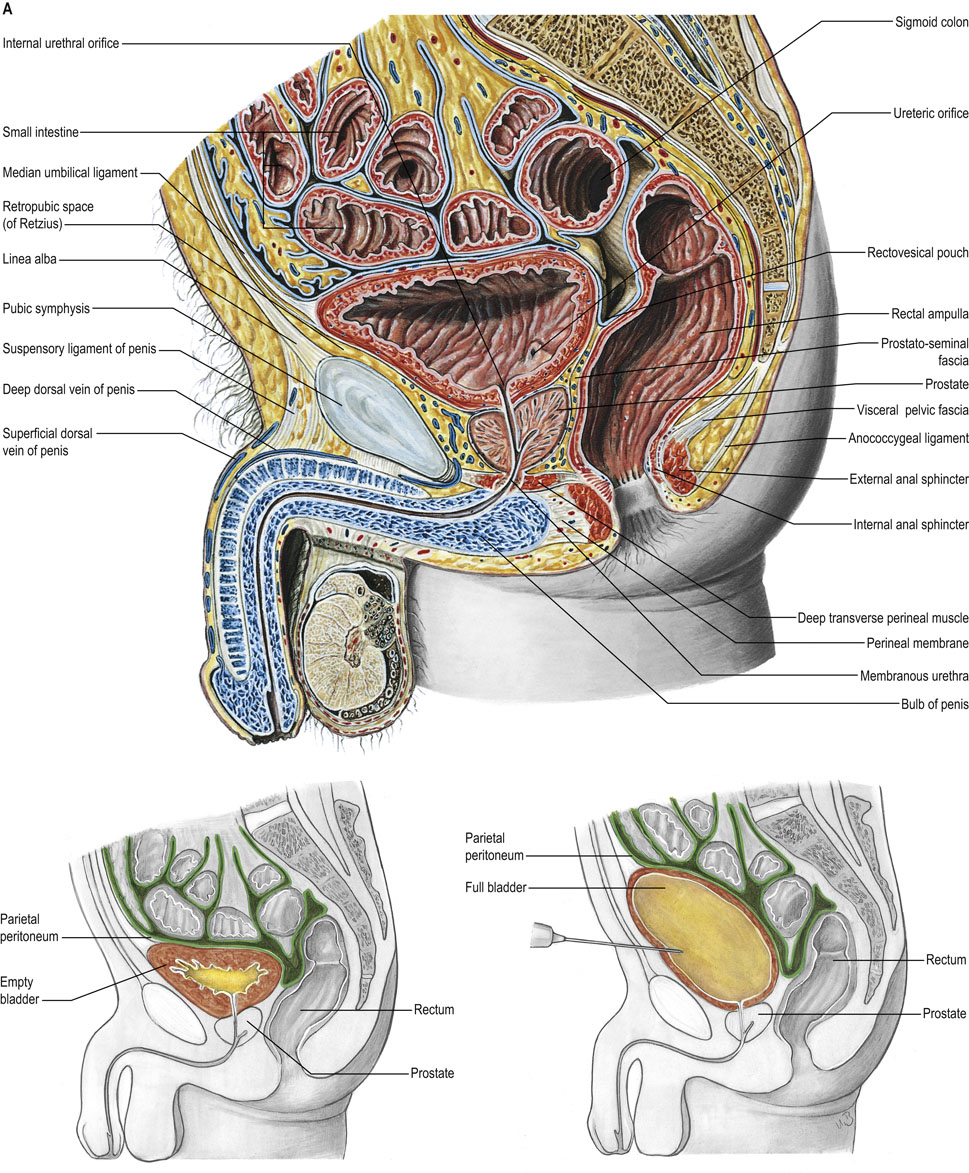 A
Internal urethral orifice
Small intestine
Median umbilical ligament
Retropubic space
(of Retzius)
Linea alba
Pubic symphysis
Suspensory ligament of penis
Deep dorsal vein of penis
Superficial dorsal
vein of penis
Sigmoid colon
Ureteric orifice
Rectovesical pouch
Rectal ampulla
Prostato-seminal
fascia
Prostate
Visceral pelvic fascia
Anococcygeal ligament
External anal sphincter
Internal anal sphincter
Deep transverse perineal muscle
Perineal membrane
Membranous urethra
Bulb of penis
Parietal
peritoneum
Empty
bladder
Rectum
Prostate
Parietal
peritoneum
Full bladder
Rectum
Prostate